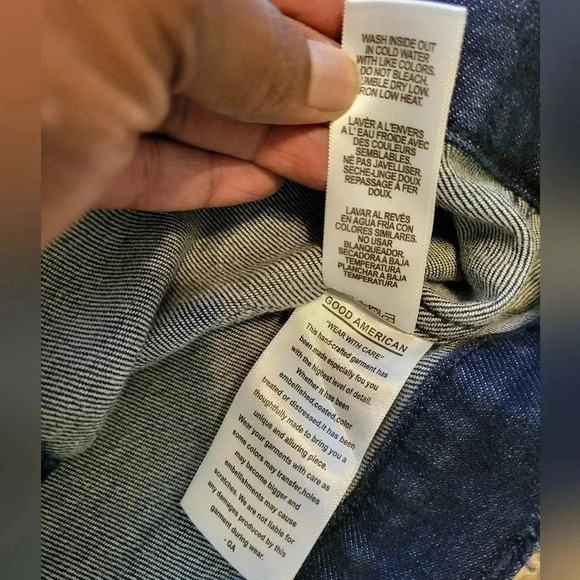 WASH INSIDE OUT
IN COLD WATER
WITH LIKE COLORS.
DO NOT BLEACH.
UMBLE DRY LOW.
RON LOW HEAT.
LAVÈR A L'ENVERS
A L' EAU FROIDE AVEC
DES COULEURS
SEMBLABLES.
NÉ PAS JAVELLISER.
SECHE-LINGE DOUX
REPASSAGE À FER
DOUX.
LAVAR AL REVÉS
EN AGUA FRÍA CON
COLORES SIMILARES.
NO USAR
BLANQUEADOR.
SECADORA A BAJA
TEMPERATURA
PLANCHAR A BAJA
TEMPERATURA
GOOD AMERICAN
"WEAR WITH CARE"
This hand-crafted garment has
been made especially fou you
with the highest level of detail.
Whether it has been
embellished,coated,color
treated or distressed,it has been
thoughtfully made to bring you a
unique and alluring piece.
Wear your garments with care as
some colors may transfer,holes
may become bigger and
embellishments may cause
scratches. We are not liable for
any damages produced by this
garment during wear.
- GA